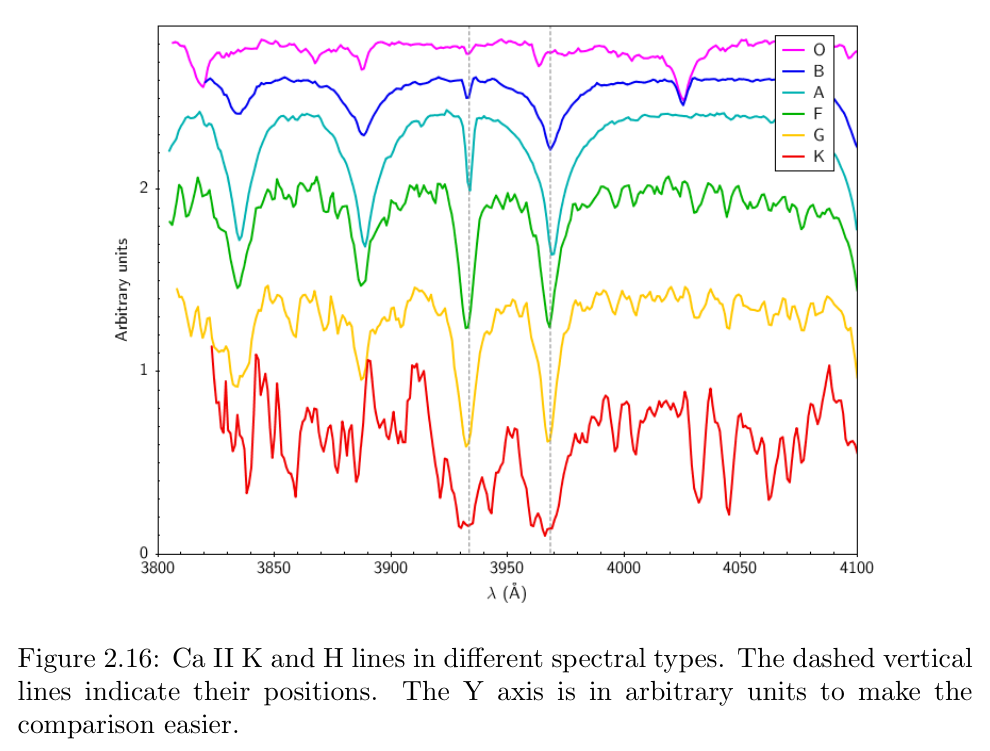 O
B
A
F
G
K
2
1
0
Arbitrary units
3800 3850 3900 3950 4000 4050 4100
λ (Å)
Figure 2.16: Ca II K and H lines in different spectral types. The dashed vertical
lines indicate their positions. The Y axis is in arbitrary units to make the
comparison easier.